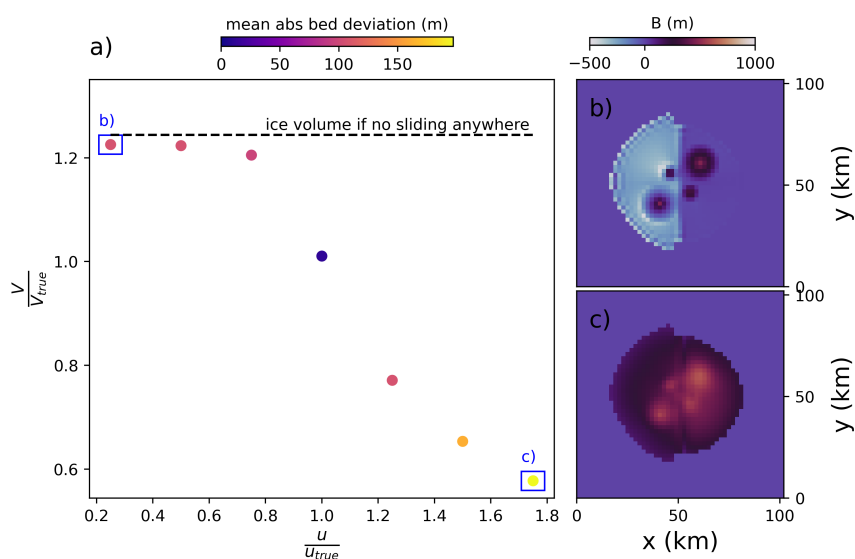 a)
mean abs bed deviation (m)
0 50 100 150
B (m)
−500 0 1000
b)
ice volume if no sliding anywhere
1.2
1.0
0.8
0.6
V
V_true
c)
0.2 0.4 0.6 0.8 1.0 1.2 1.4 1.6 1.8
u
u_true
b)
100
50
0
y (km)
c)
100
50
0
y (km)
0 50 100
x (km)